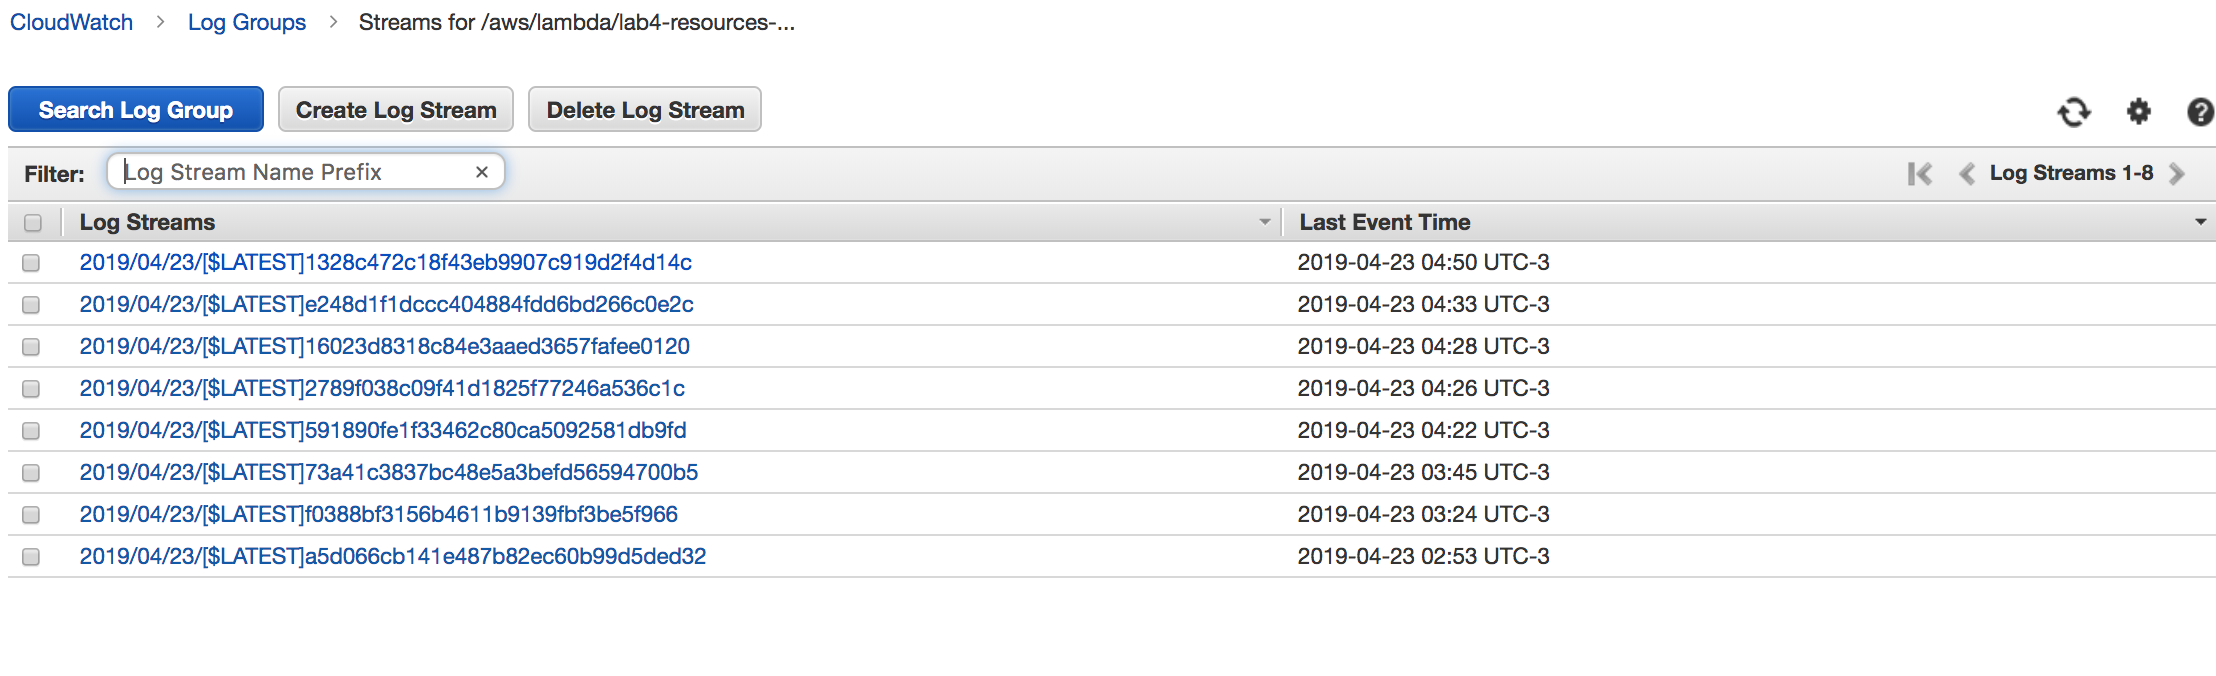 CloudWatch > Log Groups > Streams for /aws/lambda/lab4-resources-...
Search Log Group Create Log Stream Delete Log Stream
Filter: Log Stream Name Prefix × Log Streams 1-8
Log Streams Last Event Time
2019/04/23/[$LATEST]1328c472c18f43eb9907c919d2f4d14c 2019-04-23 04:50 UTC-3
2019/04/23/[$LATEST]e248d1f1dccc404884fdd6bd266c0e2c 2019-04-23 04:33 UTC-3
2019/04/23/[$LATEST]16023d8318c84e3aaed3657fafee0120 2019-04-23 04:28 UTC-3
2019/04/23/[$LATEST]2789f038c09f41d1825f77246a536c1c 2019-04-23 04:26 UTC-3
2019/04/23/[$LATEST]591890fe1f33462c80ca5092581db9fd 2019-04-23 04:22 UTC-3
2019/04/23/[$LATEST]73a41c3837bc48e5a3befd56594700b5 2019-04-23 03:45 UTC-3
2019/04/23/[$LATEST]f0388bf3156b4611b9139fbf3be5f966 2019-04-23 03:24 UTC-3
2019/04/23/[$LATEST]a5d066cb141e487b82ec60b99d5ded32 2019-04-23 02:53 UTC-3